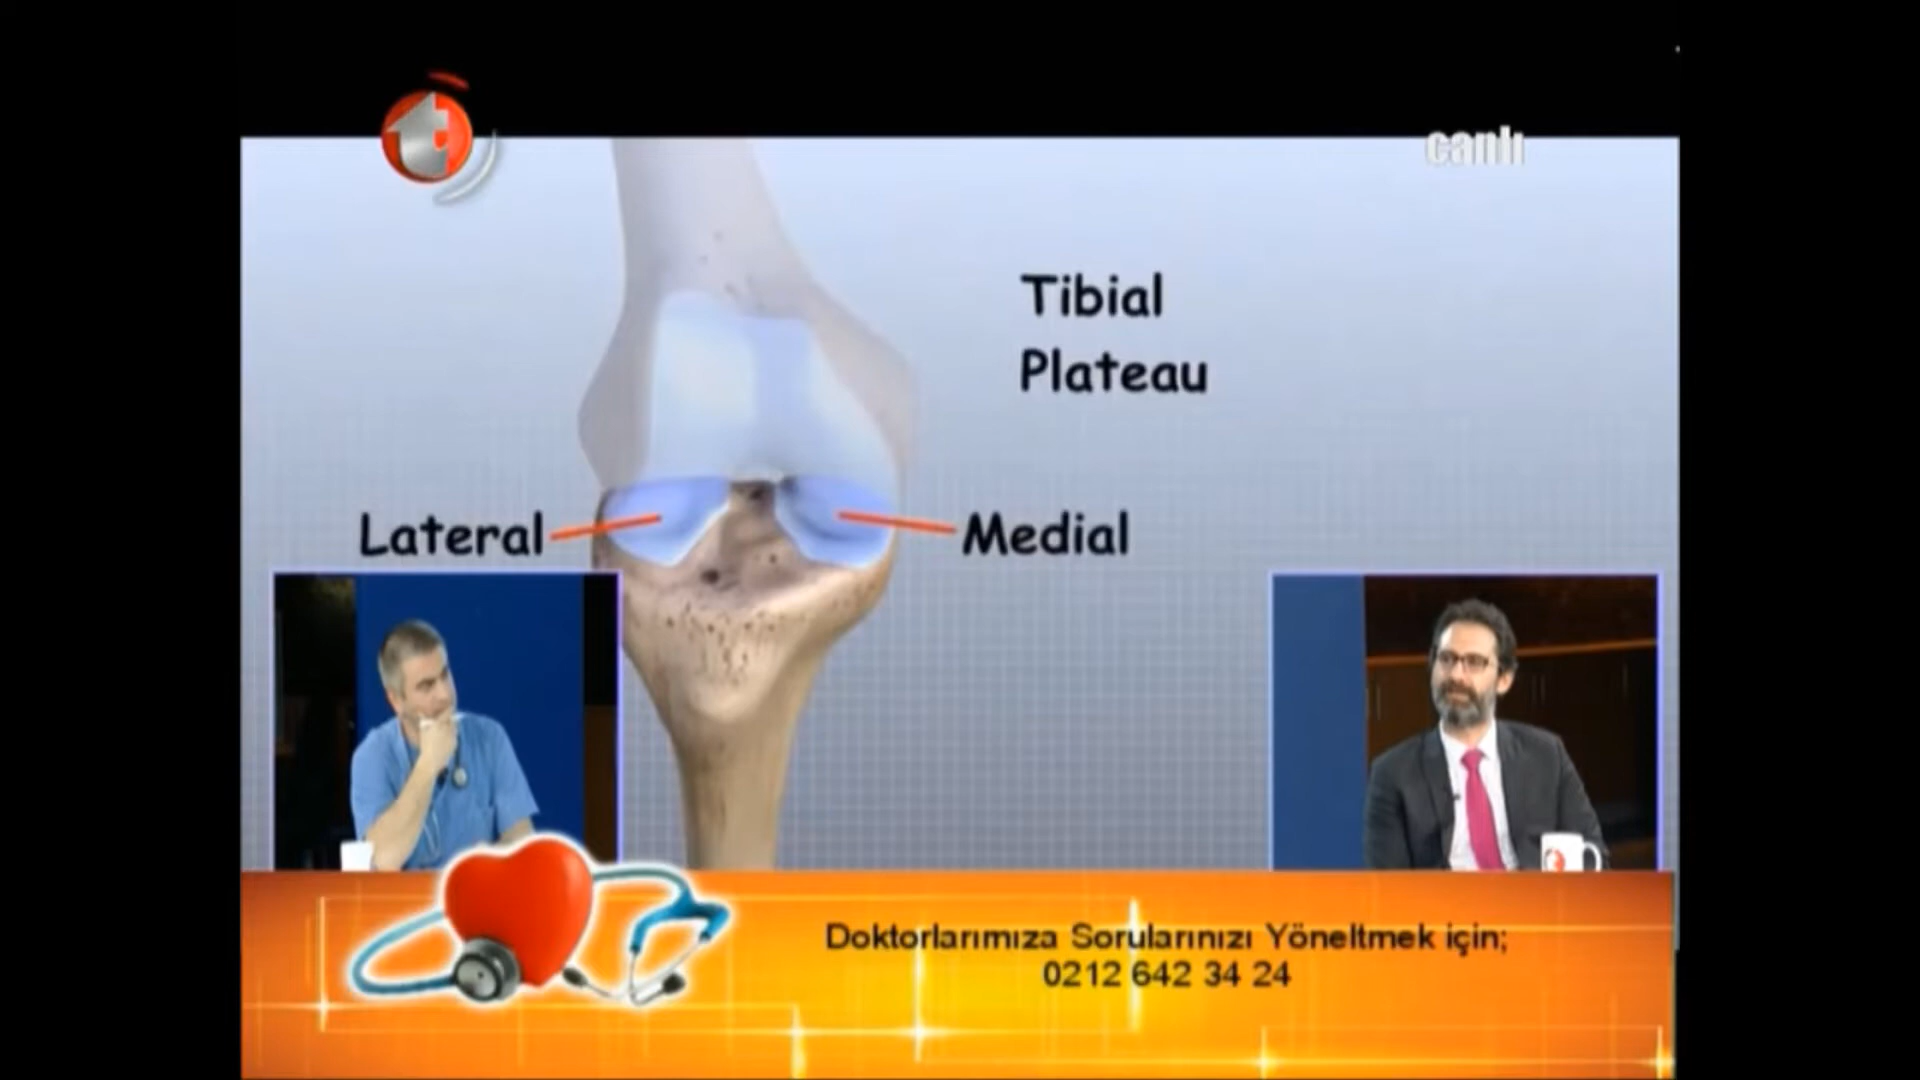 t
canlı
Tibial
Plateau
Lateral
Medial
Doktorlarımıza Sorularınızı Yöneltmek için;
0212 642 34 24